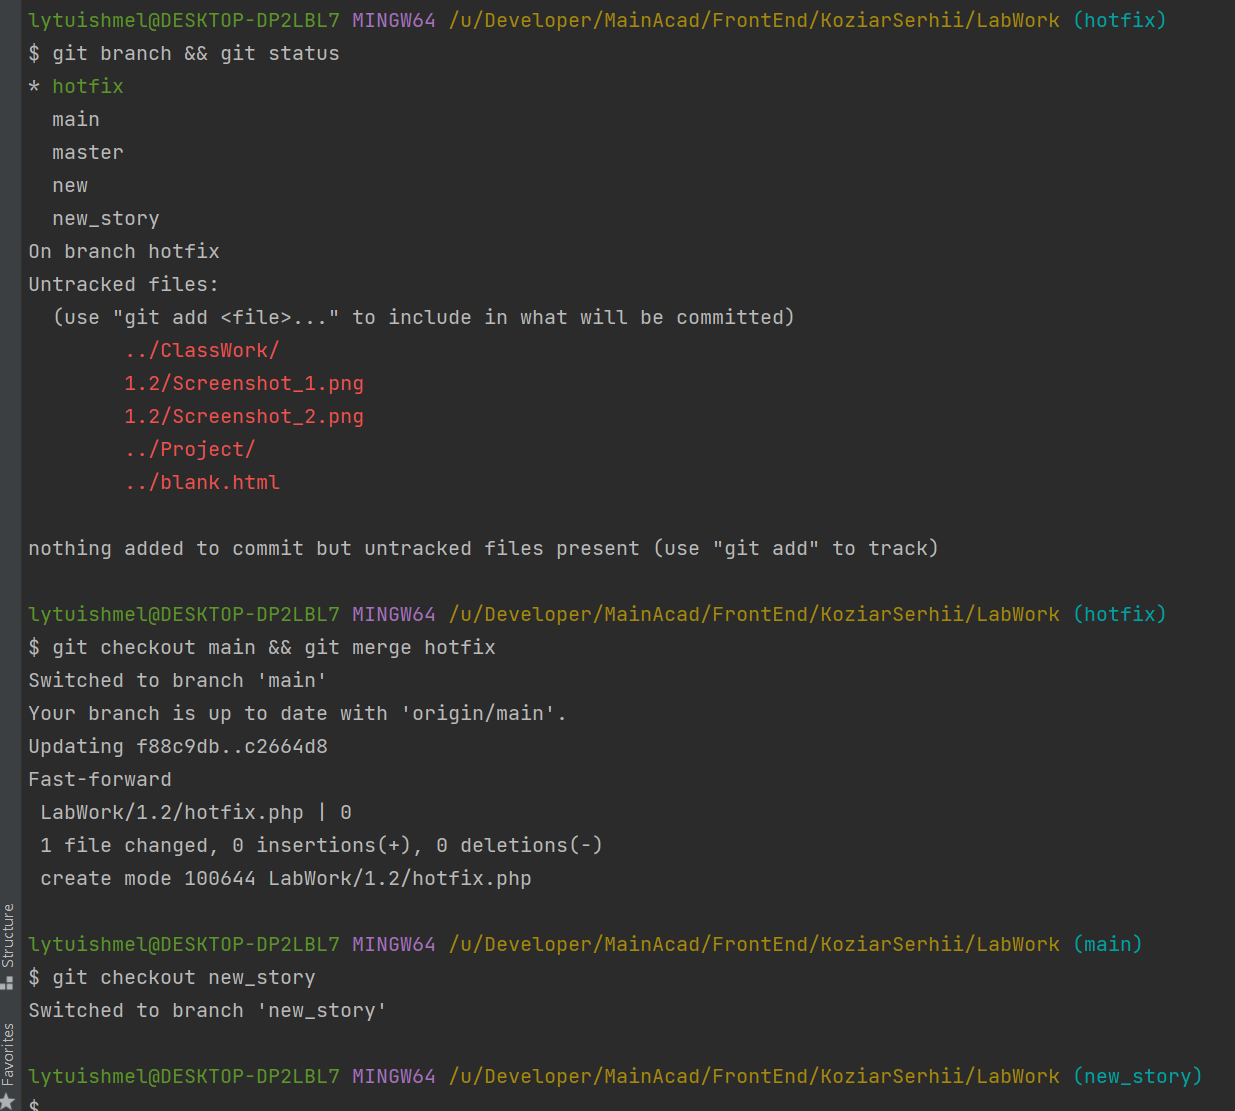 lytuishmel@DESKTOP-DP2LBL7 MINGW64 /u/Developer/MainAcad/FrontEnd/KoziarSerhii/LabWork (hotfix)
$ git branch && git status
* hotfix
  main
  master
  new
  new_story
On branch hotfix
Untracked files:
  (use "git add <file>..." to include in what will be committed)
        ../ClassWork/
        1.2/Screenshot_1.png
        1.2/Screenshot_2.png
        ../Project/
        ../blank.html

nothing added to commit but untracked files present (use "git add" to track)

lytuishmel@DESKTOP-DP2LBL7 MINGW64 /u/Developer/MainAcad/FrontEnd/KoziarSerhii/LabWork (hotfix)
$ git checkout main && git merge hotfix
Switched to branch 'main'
Your branch is up to date with 'origin/main'.
Updating f88c9db..c2664d8
Fast-forward
 LabWork/1.2/hotfix.php | 0
 1 file changed, 0 insertions(+), 0 deletions(-)
 create mode 100644 LabWork/1.2/hotfix.php

lytuishmel@DESKTOP-DP2LBL7 MINGW64 /u/Developer/MainAcad/FrontEnd/KoziarSerhii/LabWork (main)
$ git checkout new_story
Switched to branch 'new_story'

lytuishmel@DESKTOP-DP2LBL7 MINGW64 /u/Developer/MainAcad/FrontEnd/KoziarSerhii/LabWork (new_story)
$
Structure
Favorites